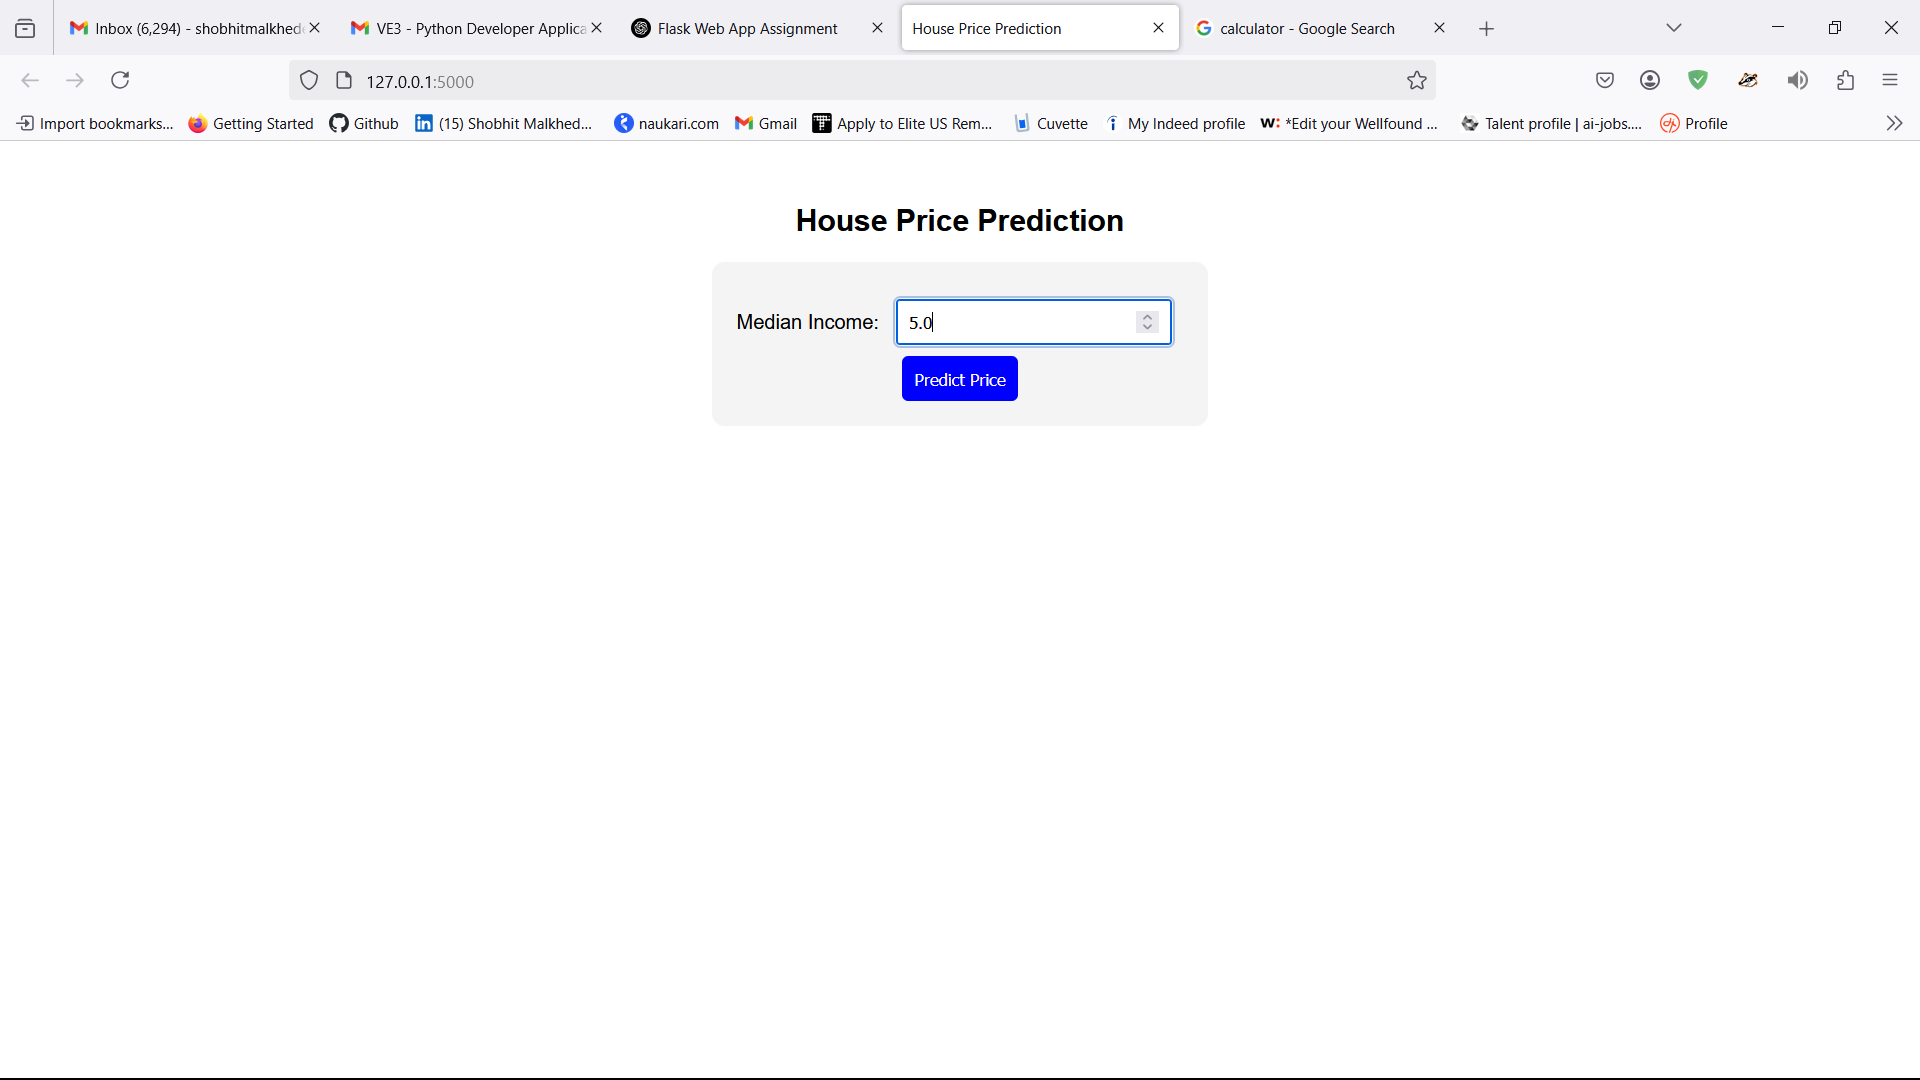 Inbox (6,294) - shobhitmalkhed
VE3 - Python Developer Applica
Flask Web App Assignment
House Price Prediction
calculator - Google Search
127.0.0.1:5000
Import bookmarks...
Getting Started
Github
in (15) Shobhit Malkhed...
naukari.com
Gmail
Apply to Elite US Rem...
Cuvette
My Indeed profile
W: *Edit your Wellfound ...
Talent profile | ai-jobs....
Profile
House Price Prediction
Median Income: 5.0
Predict Price